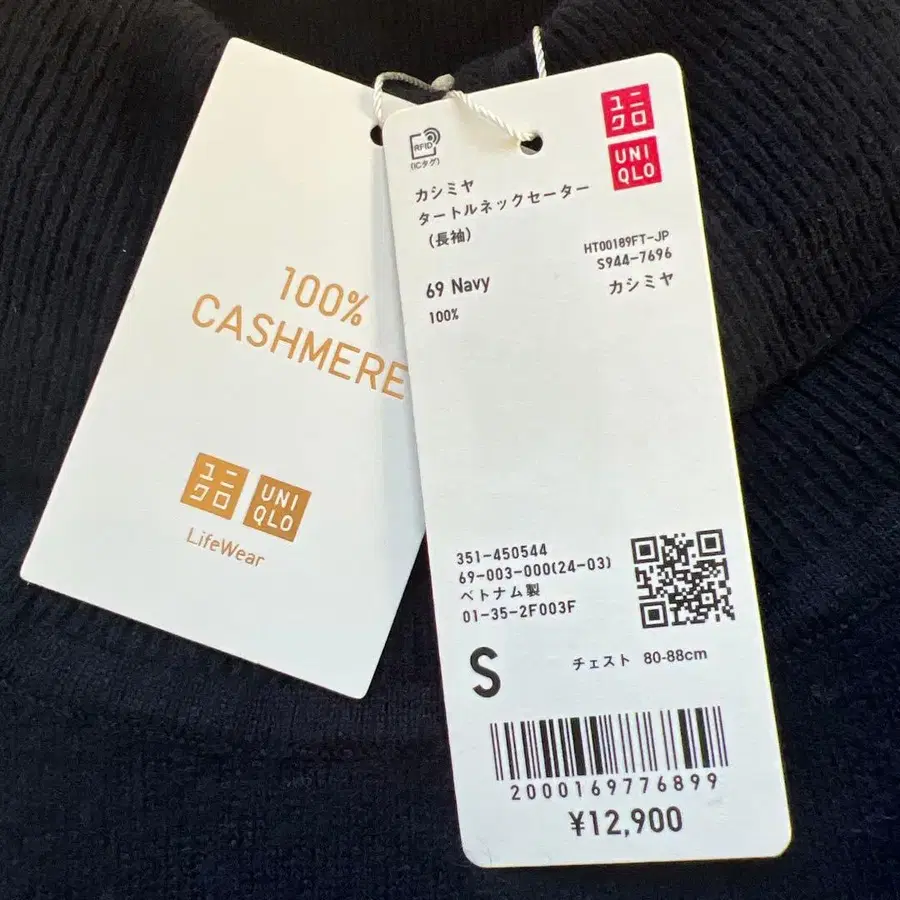 100%
CASHMERE
ユニ
クロ
UNI
QLO
LifeWear
RFID
(ICタグ)
ユニ
クロ
UNI
QLO
カシミヤ
タートルネックセーター
(長袖)
HT00189FT-JP
S944-7696
69 Navy
カシミヤ
100%
351-450544
69-003-000(24-03)
ベトナム製
01-35-2F003F
S
チェスト 80-88cm
2000169776899
¥12,900